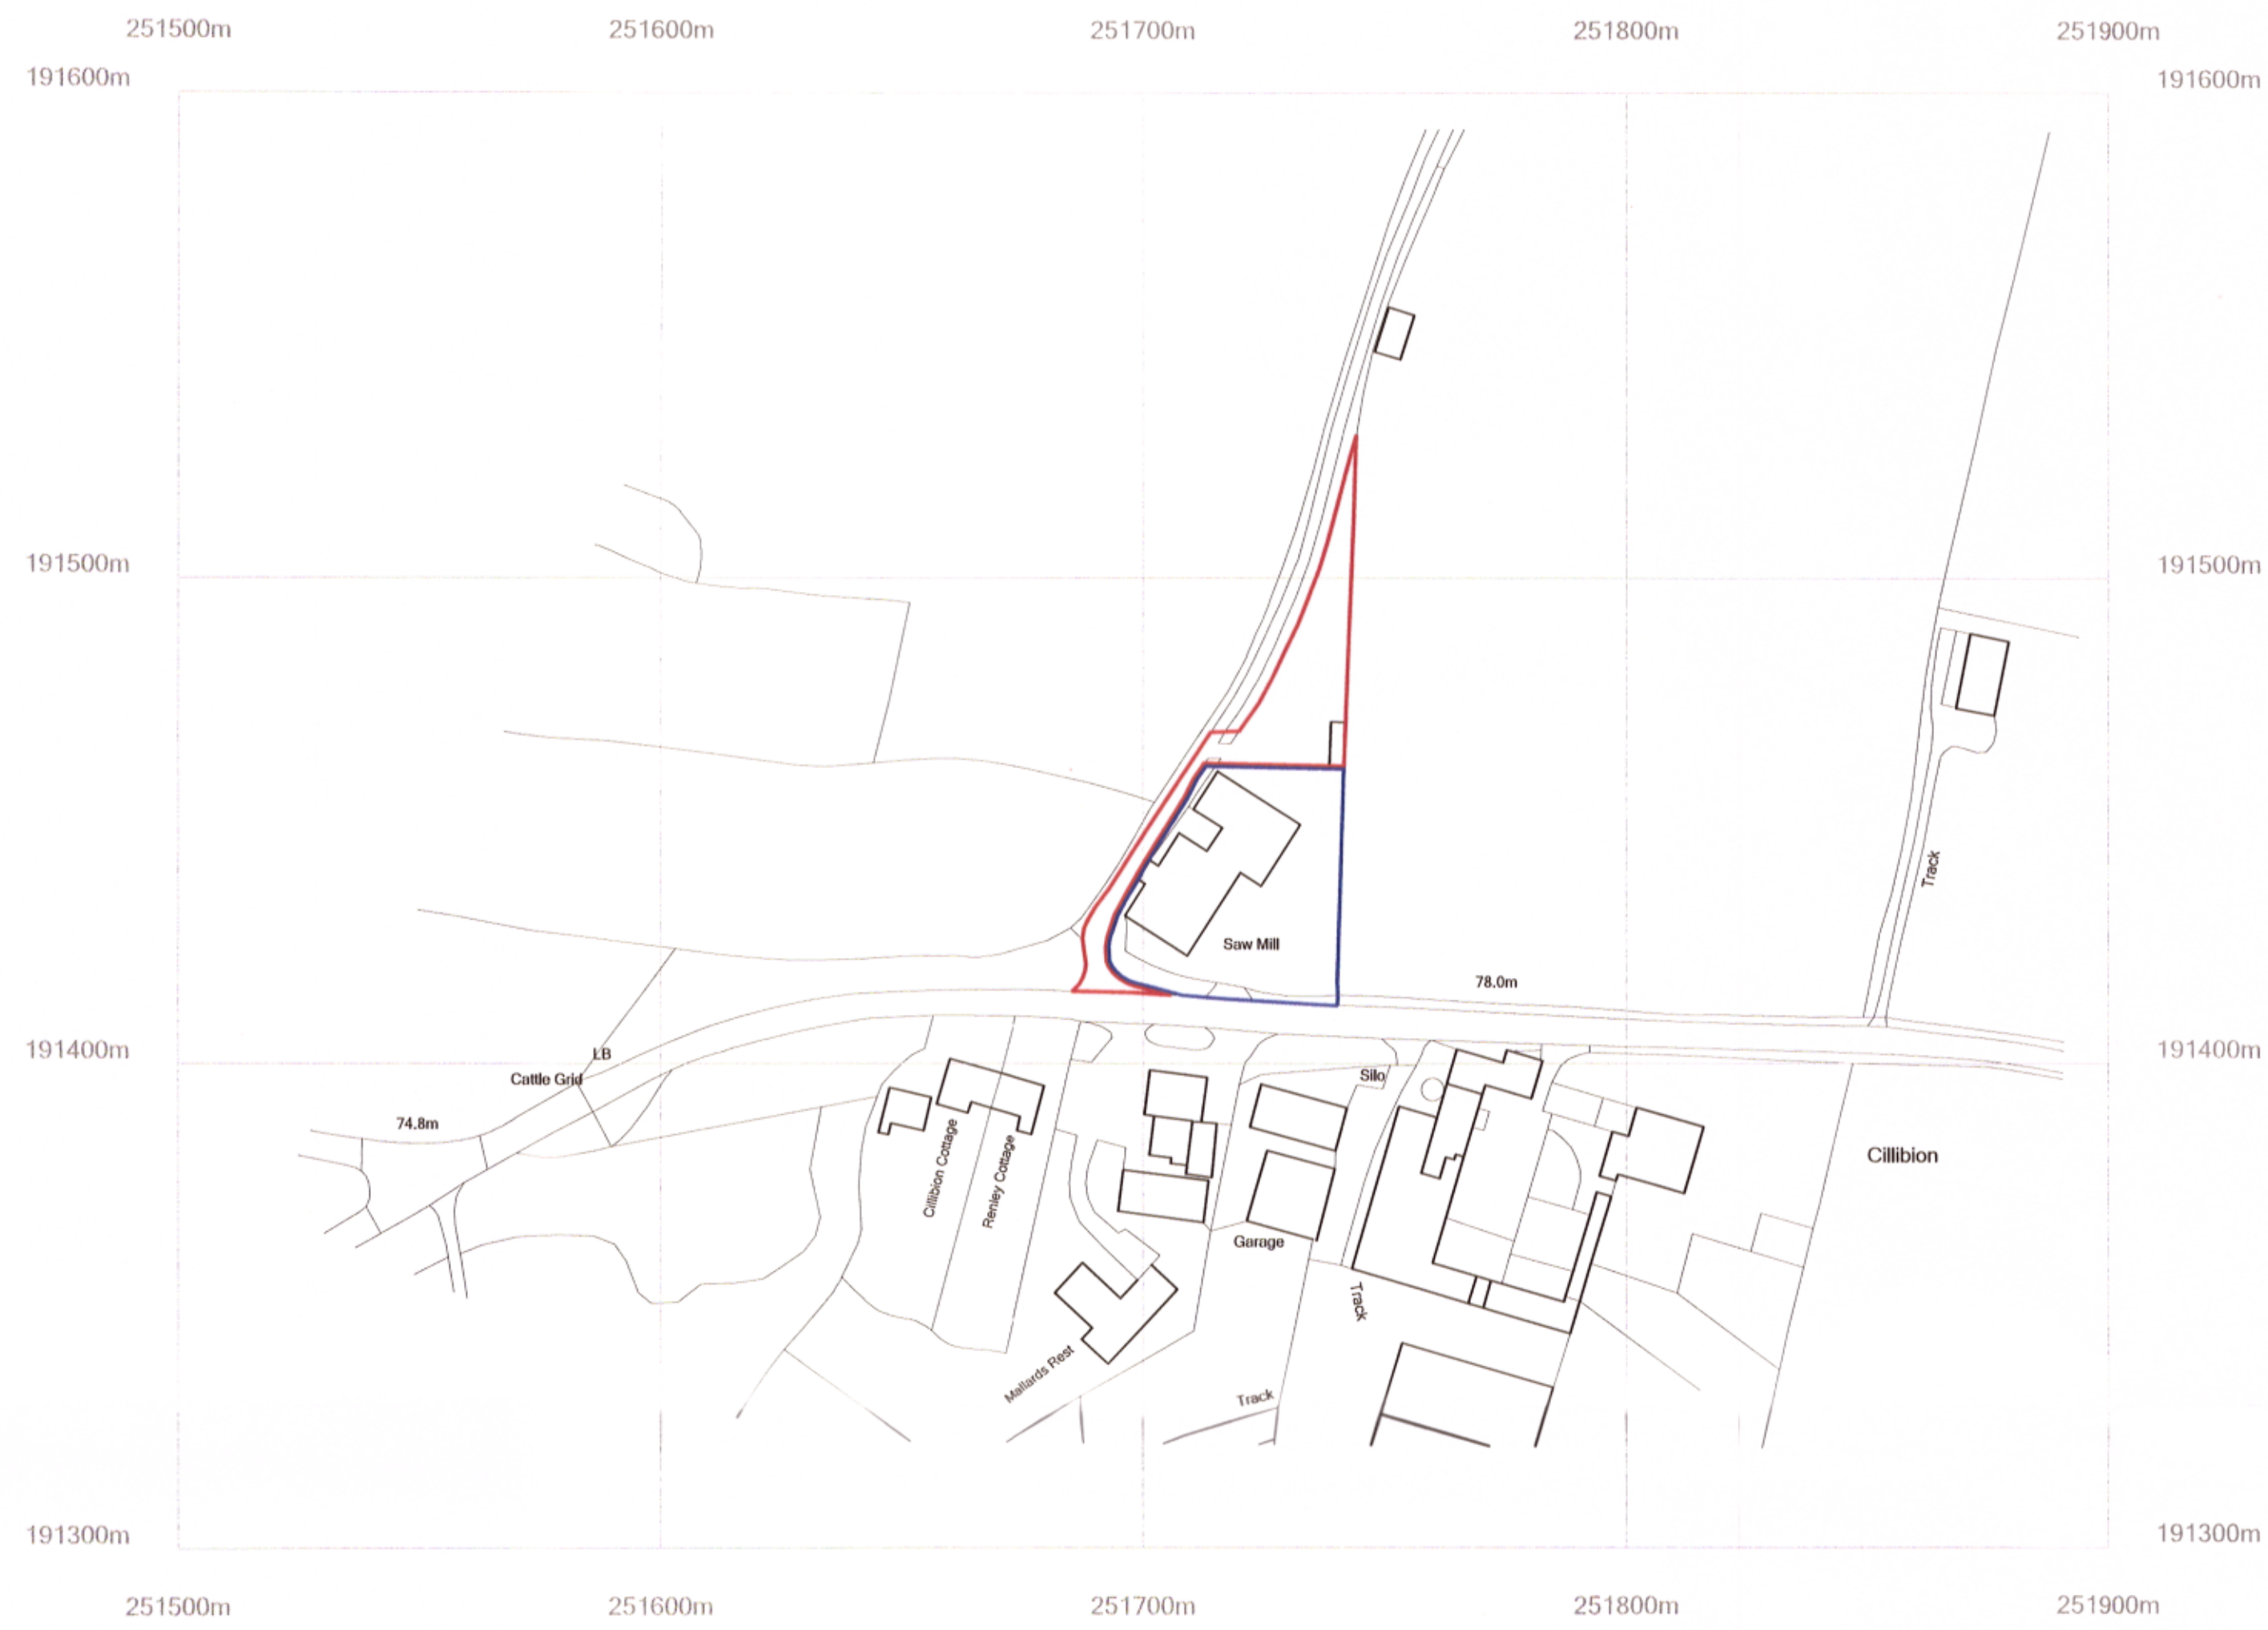 251500m 251600m 251700m 251800m 251900m
191600m 191600m
191500m 191500m
Track
Saw Mill
78.0m
191400m 191400m
LB
Cattle Grid
Silo
74.8m
Cillibion
Cillibion Cottage
Renley Cottage
Garage
Track
Mallards Rest
Track
191300m 191300m
251500m 251600m 251700m 251800m 251900m